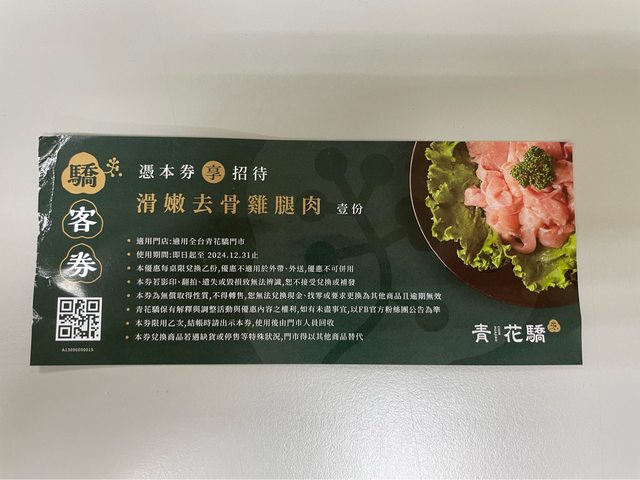 驕客券
憑本券享招待
滑嫩去骨雞腿肉 壹份
• 適用門店:適用全台青花驕門市
• 使用期間:即日起至 2024.12.31止
• 本優惠每桌限兌換乙份,優惠不適用於外帶、外送,優惠不可併用
• 本券若影印、翻拍、遺失或毀損致無法辨識,恕不接受兌換或補發
• 本券為無償取得性質,不得轉售,恕無法兌換現金、找零或要求更換為其他商品且逾期無效
• 青花驕保有解釋與調整活動與優惠內容之權利,如有未盡事宜,以FB官方粉絲團公告為準
• 本券限用乙次,結帳時請出示本券,使用後由門市人員回收
• 本券兌換商品若遇缺貨或停售等特殊狀況,門市得以其他商品替代
A13090000015
青花驕